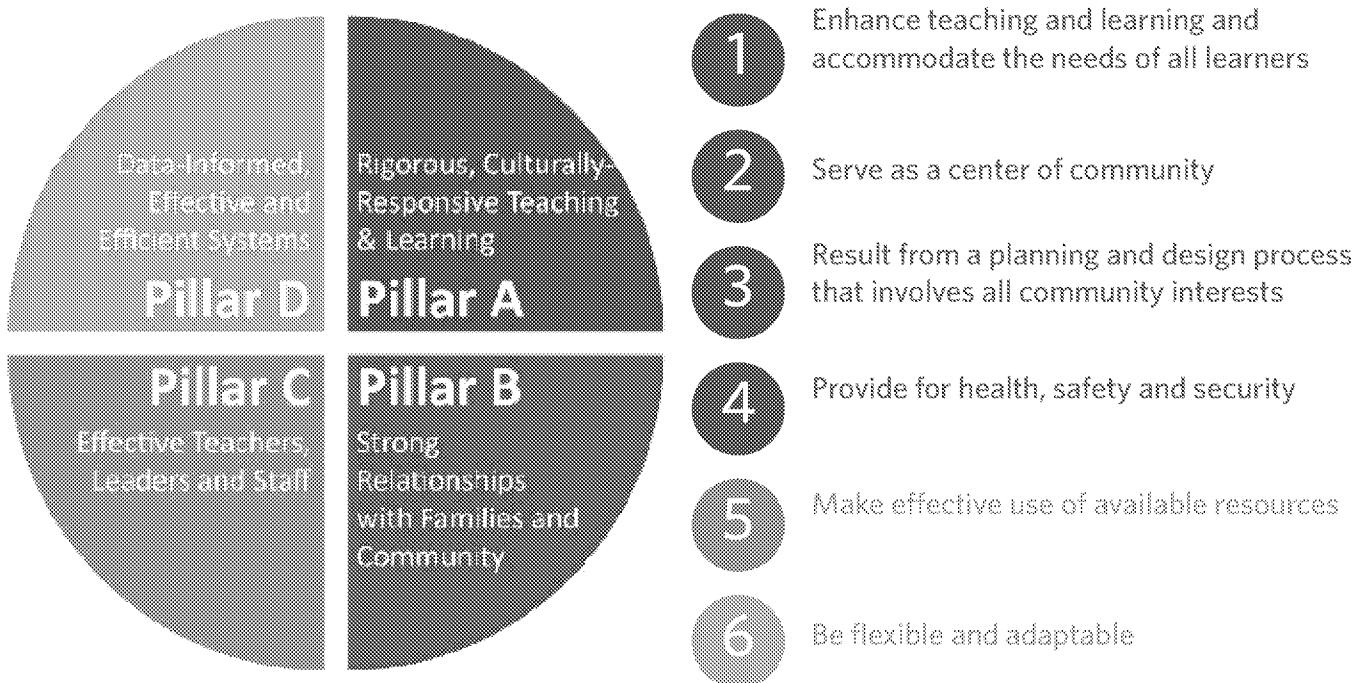 Data-Informed,
Effective and
Efficient Systems
Pillar D
Rigorous, Culturally-
Responsive Teaching
& Learning
Pillar A
Pillar C
Effective Teachers,
Leaders and Staff
Pillar B
Strong
Relationships
with Families and
Community
1
Enhance teaching and learning and
accommodate the needs of all learners
2
Serve as a center of community
3
Result from a planning and design process
that involves all community interests
4
Provide for health, safety and security
5
Make effective use of available resources
6
Be flexible and adaptable